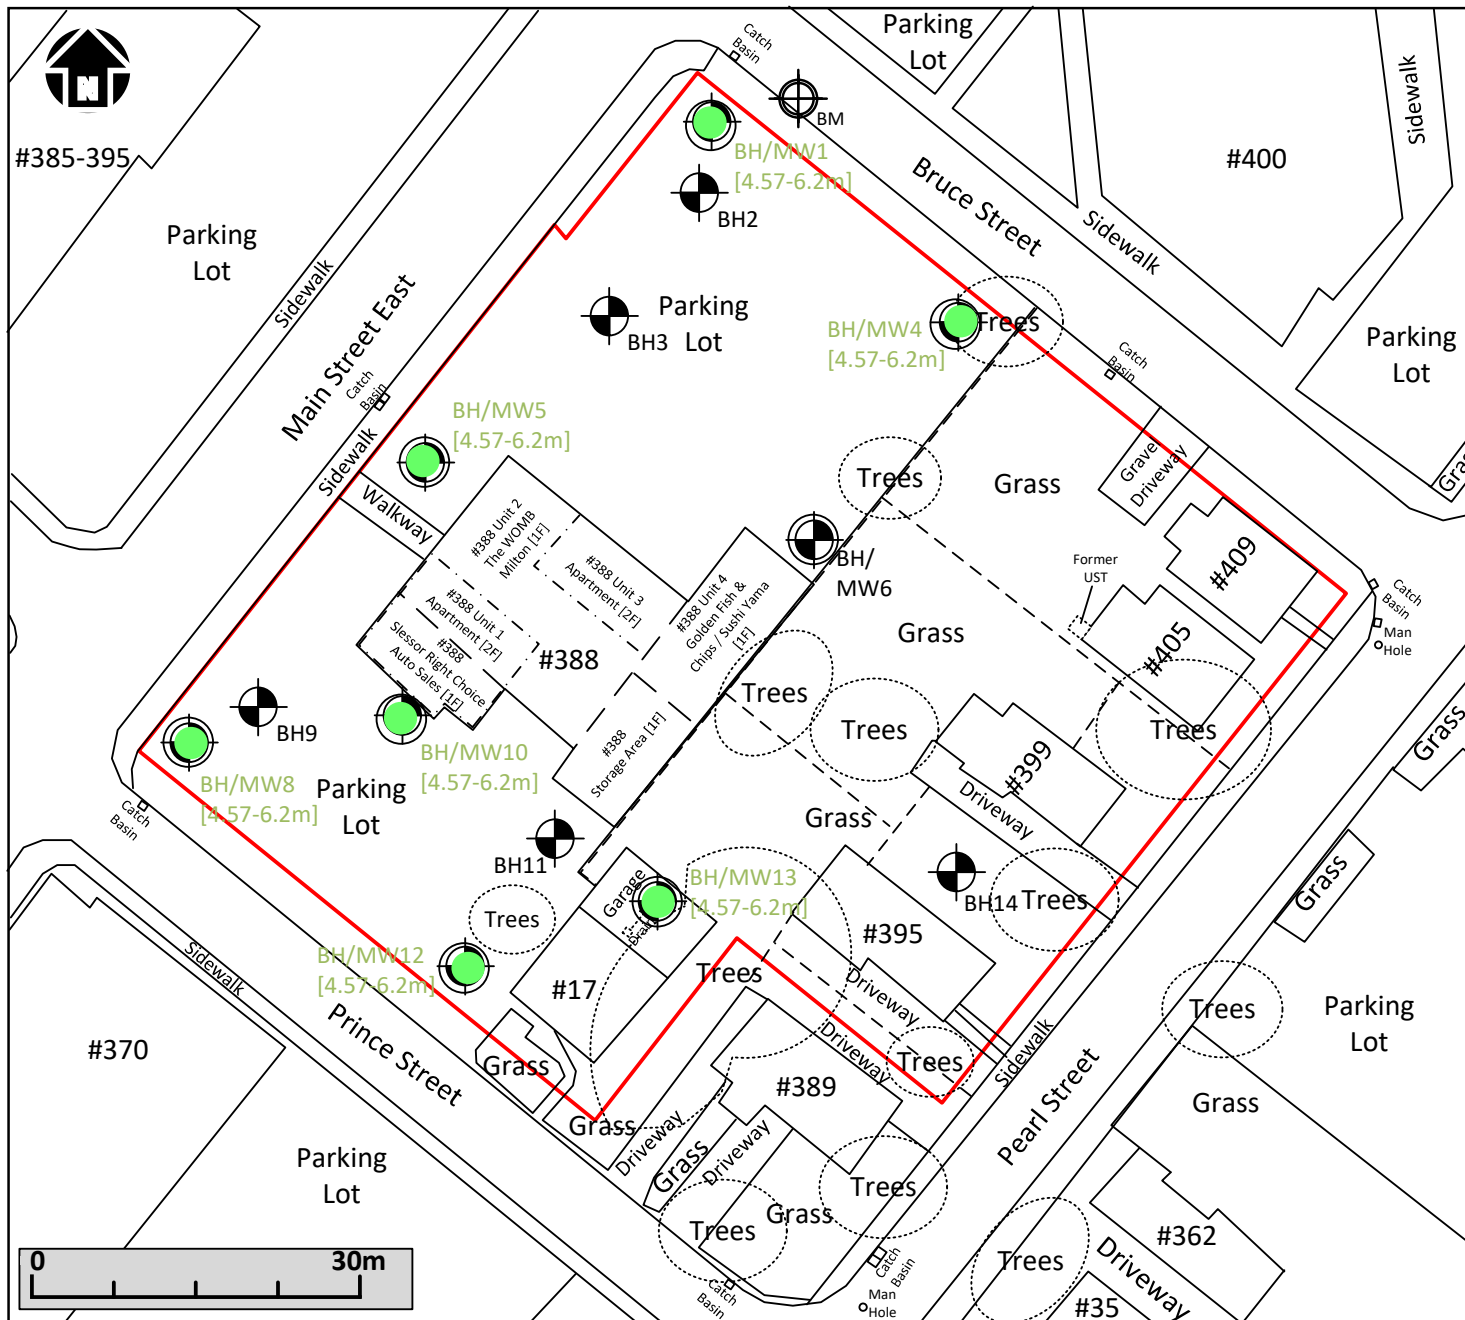 N
#385-395
Parking
Lot
Sidewalk
Main Street East
Catch
Basin
Sidewalk
Walkway
Catch
Basin
BM
BH/MW1
[4.57-6.2m]
BH2
BH3
Parking
Lot
BH/MW4
[4.57-6.2m]
Trees
BH/MW5
[4.57-6.2m]
Bruce Street
Sidewalk
Parking
Lot
#400
Sidewalk
Parking
Lot
Catch
Basin
Gravel
Driveway
Grass
Trees
Grass
BH/
MW6
#388 Unit 2
The WOMB
Milton [1F]
#388 Unit 3
Apartment [2F]
#388 Unit 4
Golden Fish &
Chips / Sushi Yama
[1F]
#388 Unit 1
Apartment [2F]
#388
Slessor Right Choice
Auto Sales [1F]
#388
#388
Storage Area [1F]
Former
UST
#409
#405
Catch
Basin
Man
Hole
Grass
Trees
Trees
Trees
#399
Driveway
Grass
BH9
BH/MW8
[4.57-6.2m]
BH/MW10
[4.57-6.2m]
Parking
Lot
Catch
Basin
BH11
Garage
Drain
BH/MW13
[4.57-6.2m]
BH14
Trees
#395
Driveway
Grass
Grass
Trees
BH/MW12
[4.57-6.2m]
#17
Trees
Sidewalk
Prince Street
#370
Parking
Lot
Grass
Grass
Driveway
Grass
Driveway
Driveway
#389
Trees
Sidewalk
Pearl Street
Trees
Parking
Lot
Grass
Trees
Grass
Trees
Catch
Basin
Catch
Basin
Man
Hole
Trees
#362
Driveway
#35
0 30m